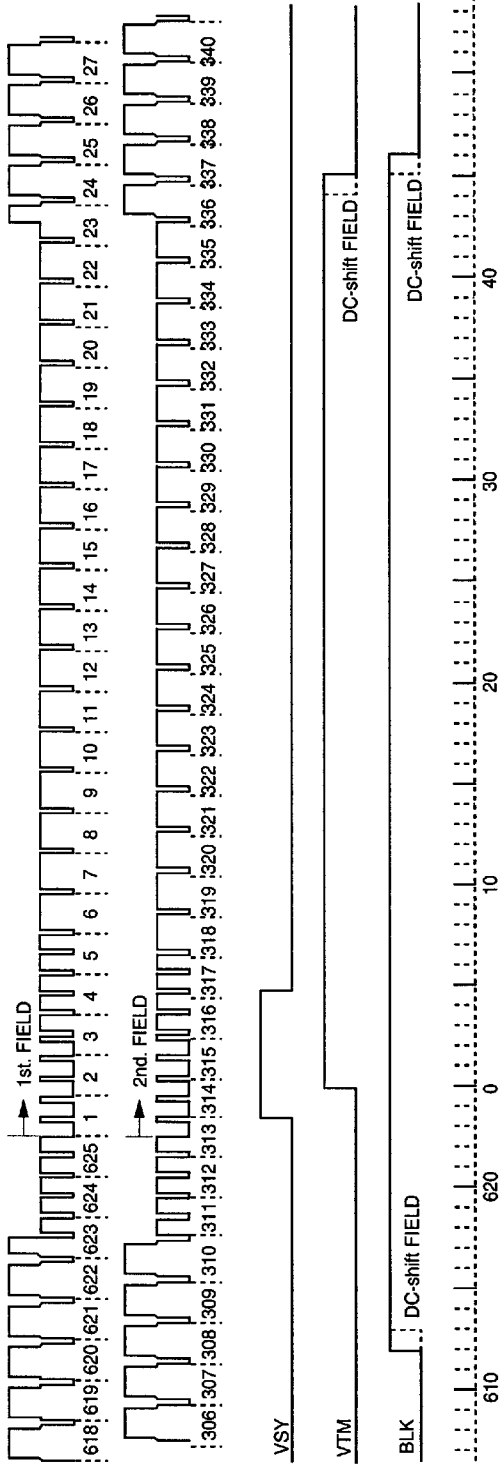 1st. FIELD
618 619 620 621 622 623 624 625 1 2 3 4 5 6 7 8 9 10 11 12 13 14 15 16 17 18 19 20 21 22 23 24 25 26 27
2nd. FIELD
306 307 308 309 310 311 312 313 314 315 316 317 318 319 320 321 322 323 324 325 326 327 328 329 330 331 332 333 334 335 336 337 338 339 340
VSY
VTM
DC-shift FIELD
BLK
DC-shift FIELD
DC-shift FIELD
610 620 0 10 20 30 40